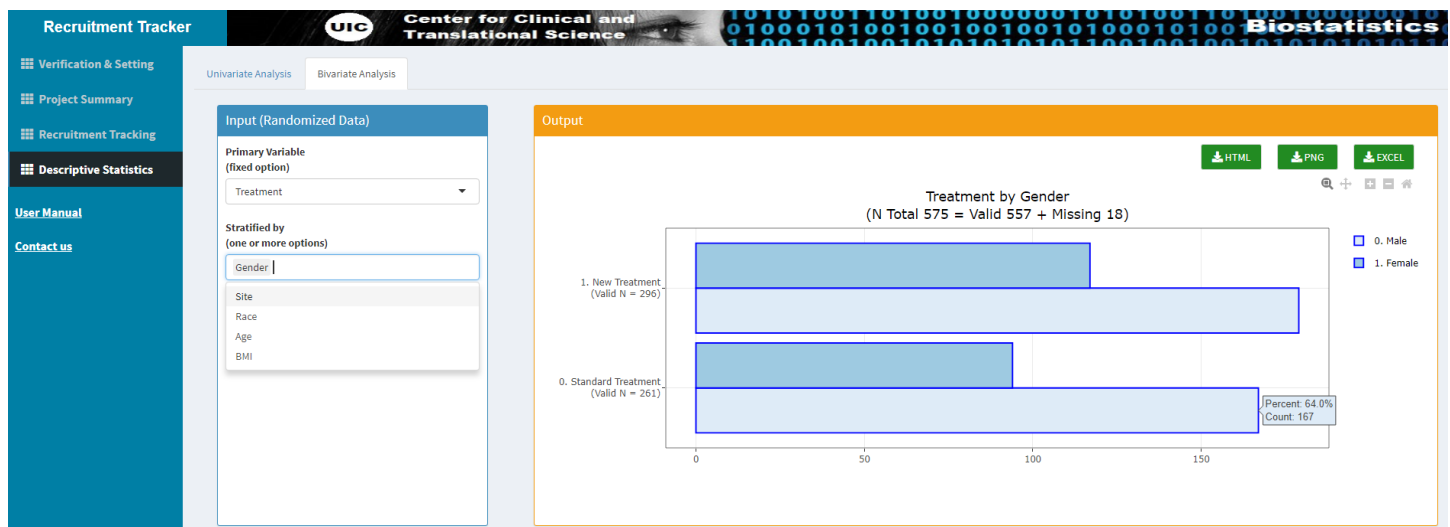 Recruitment Tracker
UIC
Center for Clinical and
Translational Science
Biostatistics
Verification & Setting
Project Summary
Recruitment Tracking
Descriptive Statistics
User Manual
Contact us
Univariate Analysis
Bivariate Analysis
Input (Randomized Data)
Primary Variable
(fixed option)
Treatment
Stratified by
(one or more options)
Gender
Site
Race
Age
BMI
Output
HTML
PNG
EXCEL
Treatment by Gender
(N Total 575 = Valid 557 + Missing 18)
0. Male
1. Female
1. New Treatment
(Valid N = 296)
0. Standard Treatment
(Valid N = 261)
Percent: 64.0%
Count: 167
0
50
100
150